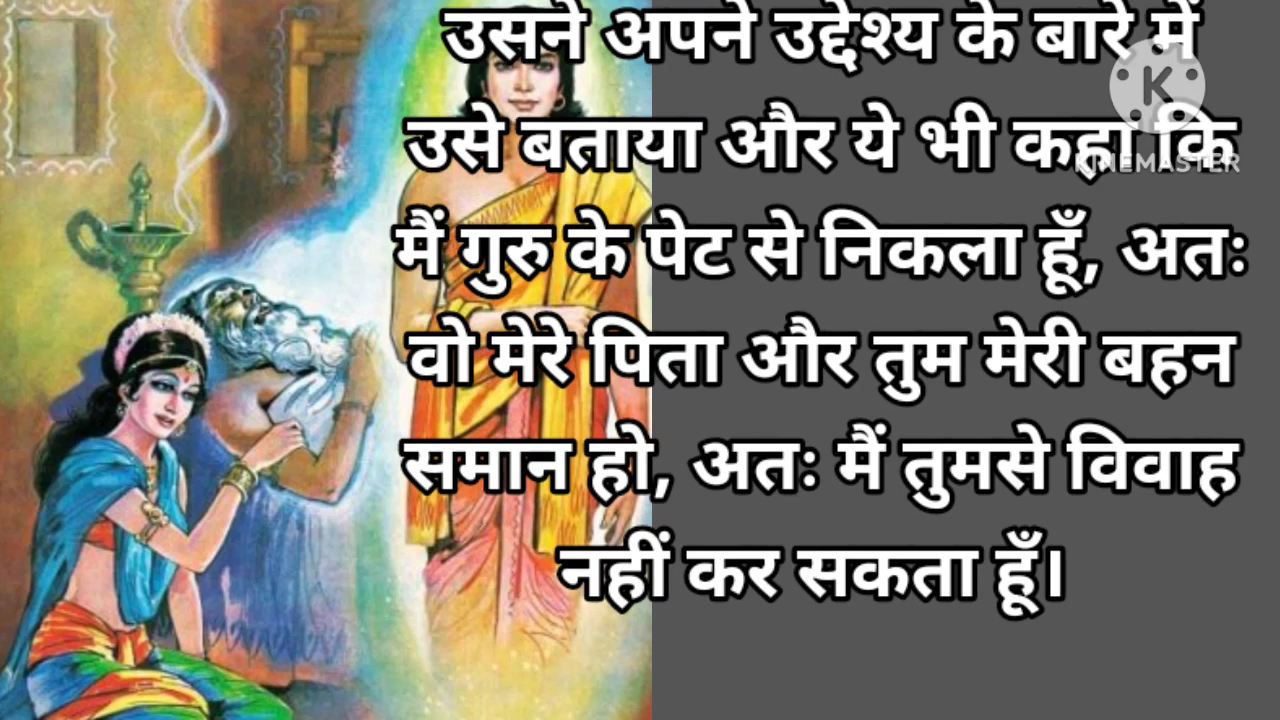 उसने अपने उद्देश्य के बारे में
उसे बताया और ये भी कहा कि
मैं गुरु के पेट से निकला हूँ, अतः
वो मेरे पिता और तुम मेरी बहन
समान हो, अतः मैं तुमसे विवाह
नहीं कर सकता हूँ।
K
KINEMASTER